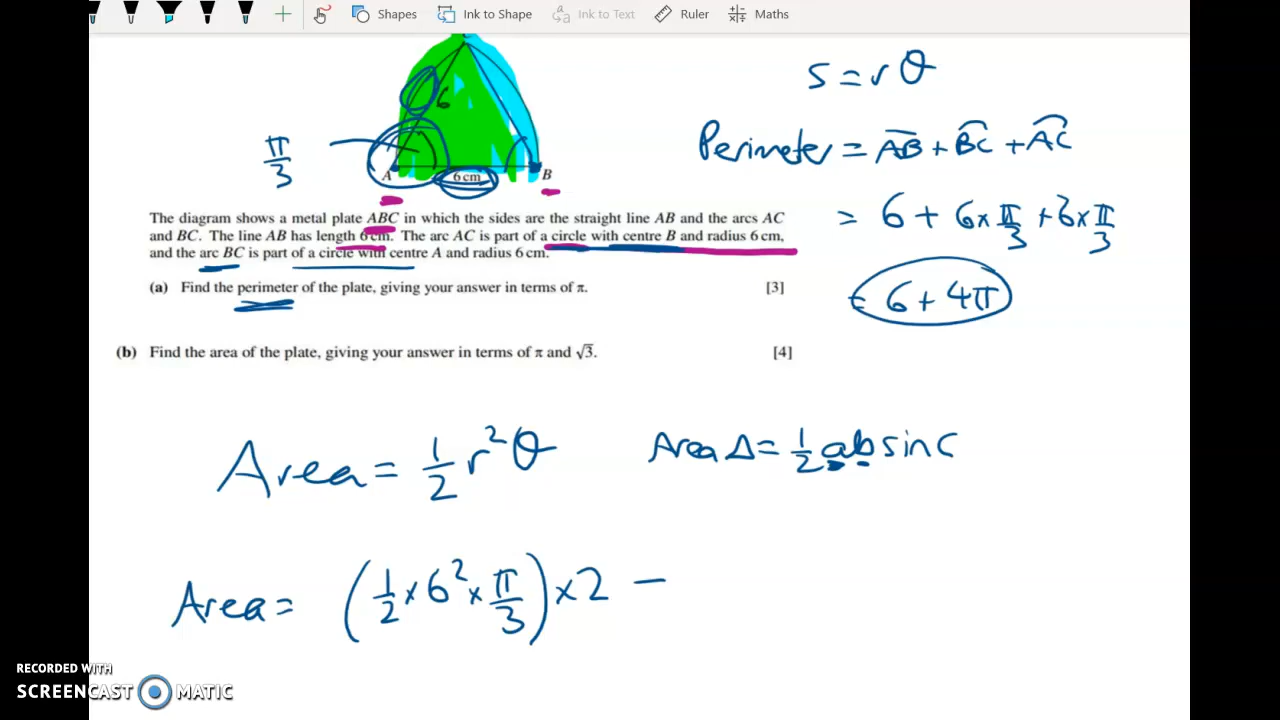 Shapes Ink to Shape Ink to Text Ruler Maths
6
π/3
A 6 cm B
s = rθ
Perimeter = AB + BC + AC
= 6 + 6 × π/3 + 6 × π/3
= 6 + 4π
The diagram shows a metal plate ABC in which the sides are the straight line AB and the arcs AC
and BC. The line AB has length 6 cm. The arc AC is part of a circle with centre B and radius 6 cm,
and the arc BC is part of a circle with centre A and radius 6 cm.
(a) Find the perimeter of the plate, giving your answer in terms of π. [3]
(b) Find the area of the plate, giving your answer in terms of π and √3. [4]
Area = 1/2 r² θ
Area Δ = 1/2 ab sin C
Area = (1/2 × 6² × π/3) × 2 −
RECORDED WITH
SCREENCAST MATIC